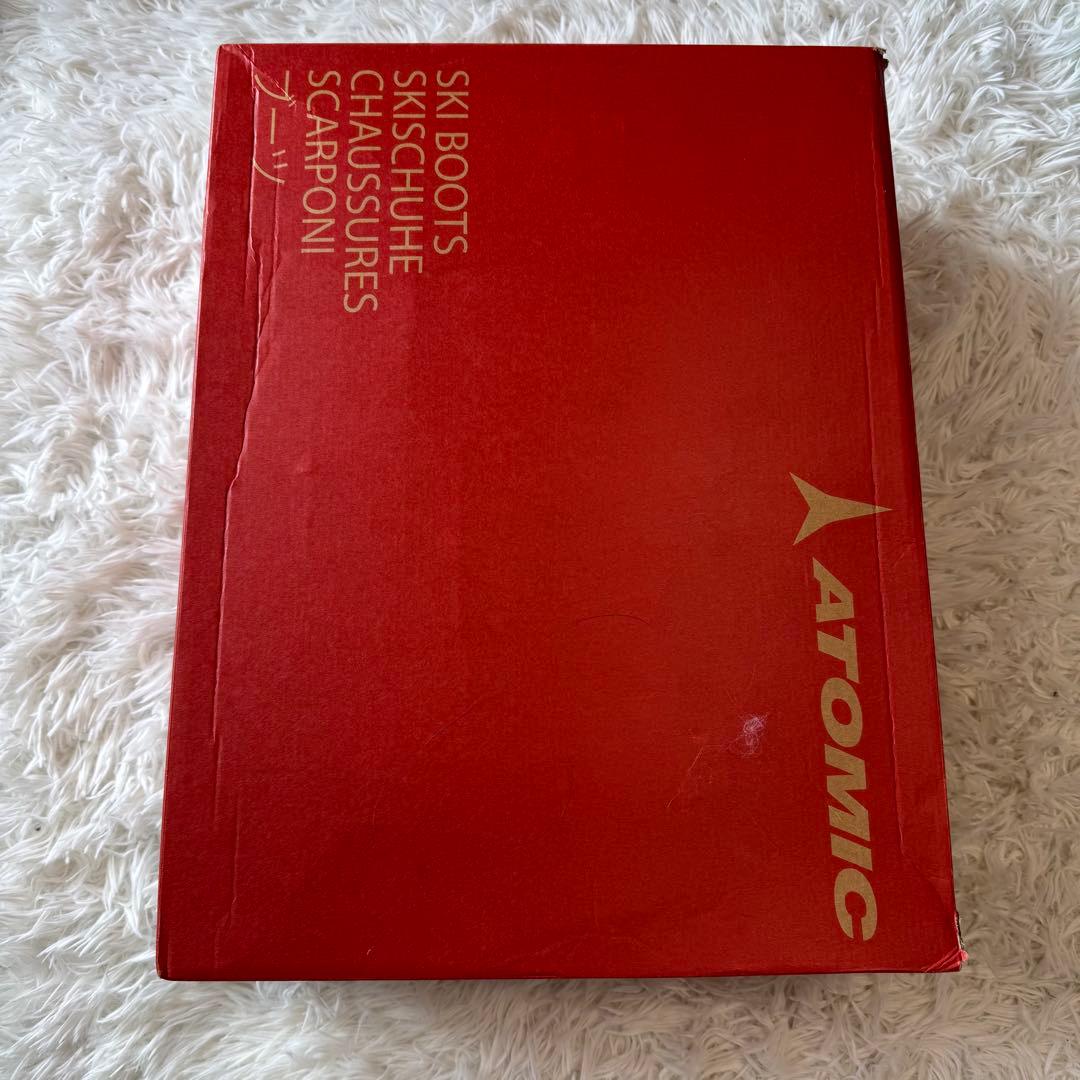 SKI BOOTS
SKISCHUHE
CHAUSSURES
SCARPONI
ブーツ
ATOMIC